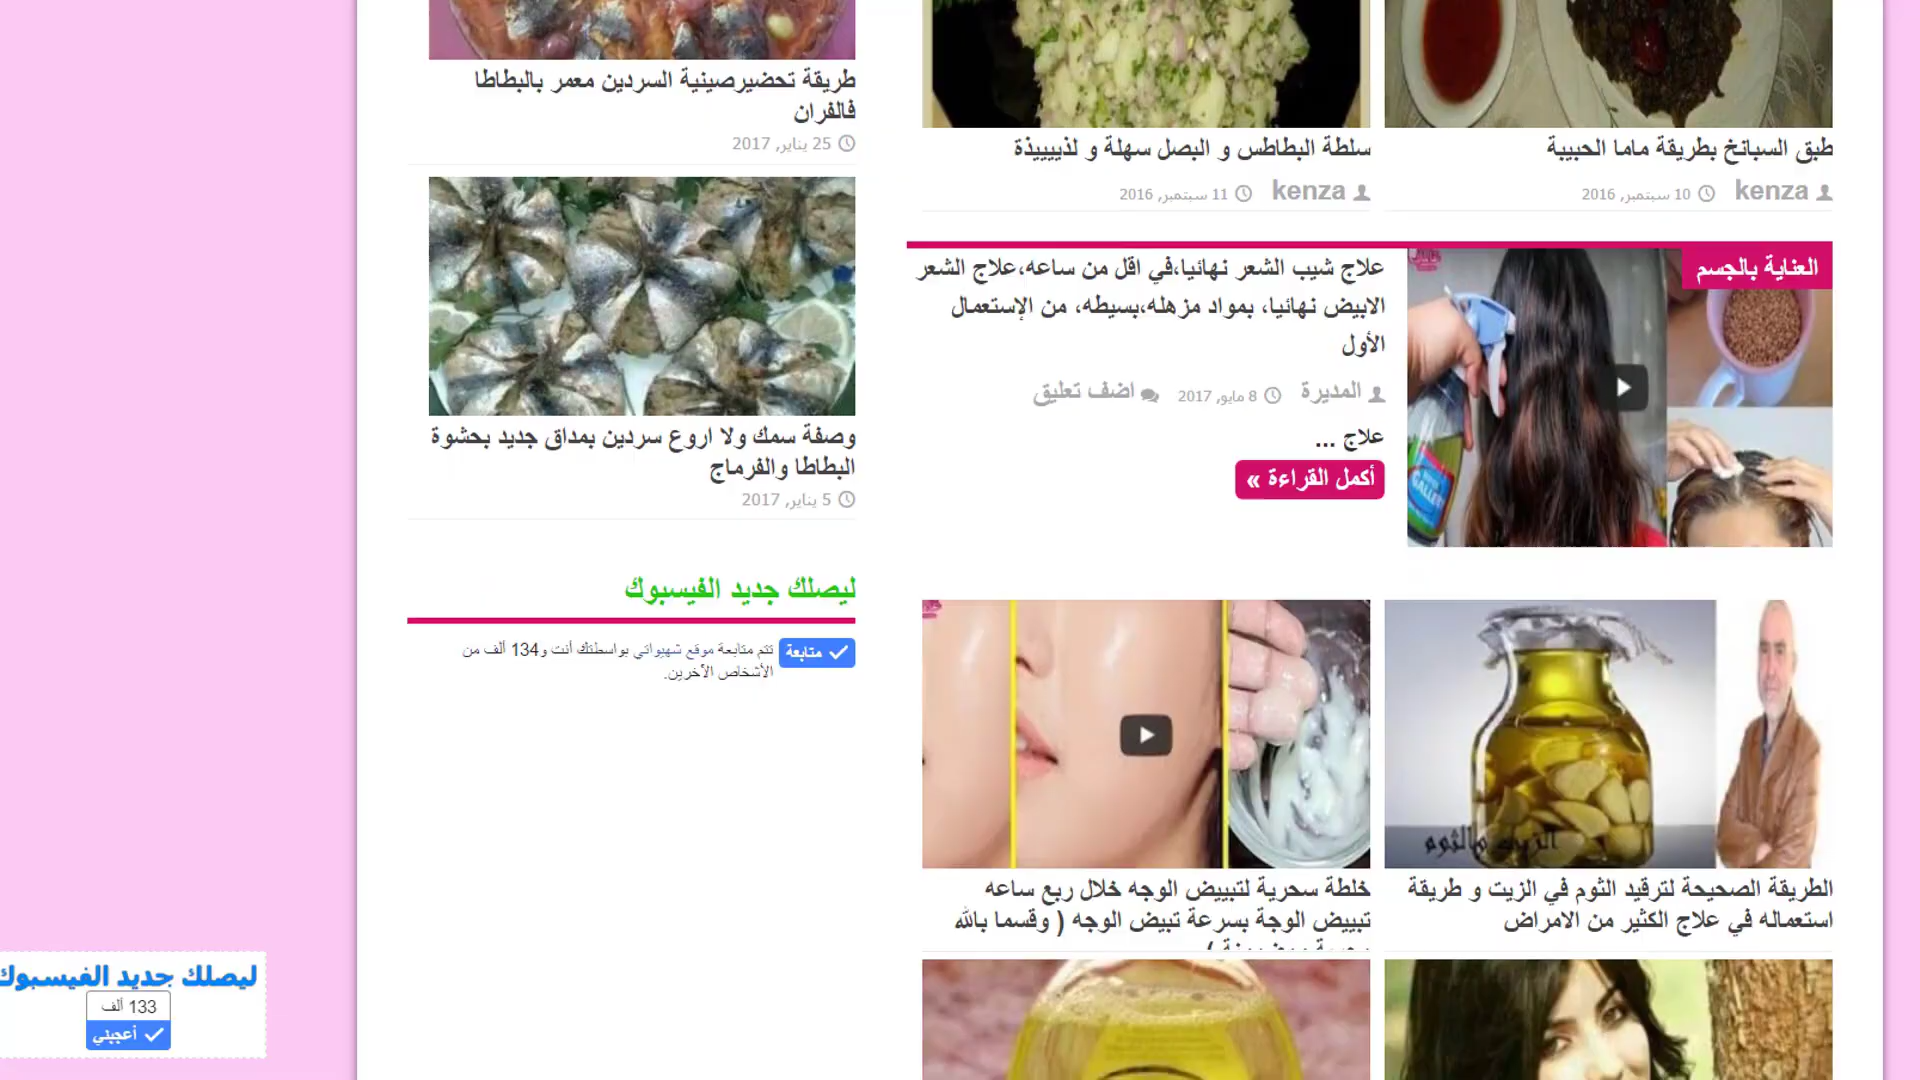 طبق السبانخ بطريقة ماما الحبيبة
kenza 10 سبتمبر, 2016
سلطة البطاطس و البصل سهلة و لذيييييذة
kenza 11 سبتمبر, 2016
العناية بالجسم
علاج شيب الشعر نهائيا،في اقل من ساعه،علاج الشعر
الابيض نهائيا، بمواد مزهله،بسيطه، من الإستعمال
الأول
المديرة 8 مايو, 2017 اضف تعليق
علاج ...
أكمل القراءة »
الزيت والثوم
الطريقة الصحيحة لترقيد الثوم في الزيت و طريقة
استعماله في علاج الكثير من الامراض
خلطة سحرية لتبييض الوجه خلال ربع ساعه
تبييض الوجة بسرعة تبيض الوجه ( وقسما بالله
طريقة تحضيرصينية السردين معمر بالبطاطا
فالفران
25 يناير, 2017
وصفة سمك ولا اروع سردين بمداق جديد بحشوة
البطاطا والفرماج
5 يناير, 2017
ليصلك جديد الفيسبوك
متابعة
تتم متابعة موقع شهيواتي بواسطتك أنت و134 ألف من
الأشخاص الآخرين.
ليصلك جديد الفيسبوك
133 ألف
أعجبني